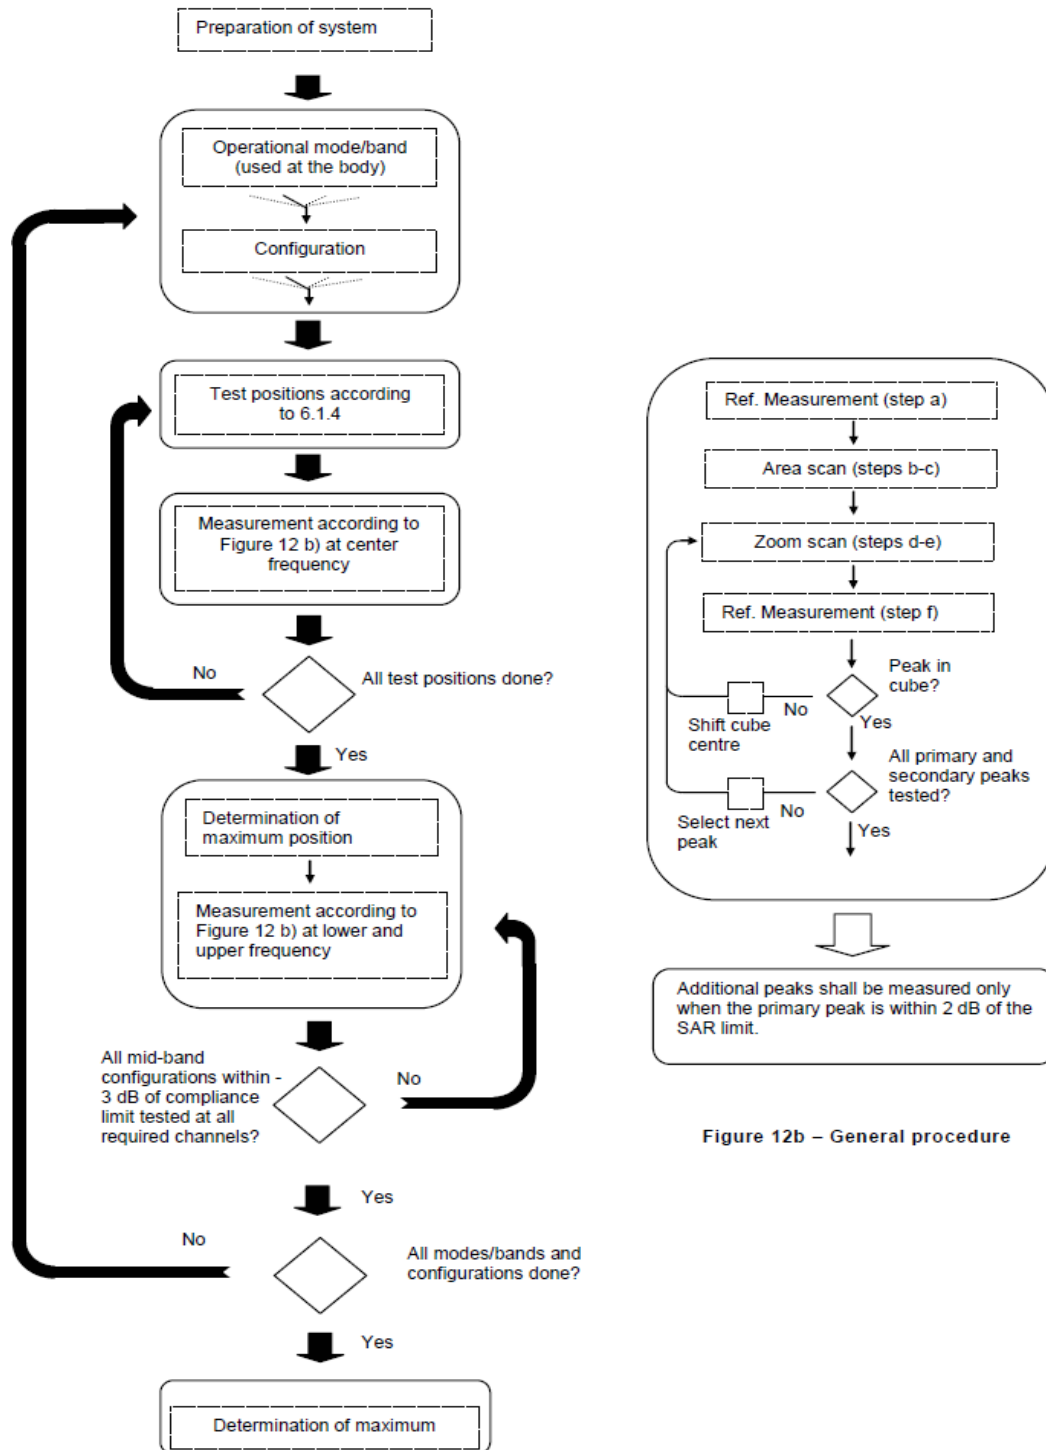 Preparation of system
Operational mode/band
(used at the body)
Configuration
Test positions according
to 6.1.4
Measurement according to
Figure 12 b) at center
frequency
No
All test positions done?
Yes
Determination of
maximum position
Measurement according to
Figure 12 b) at lower and
upper frequency
All mid-band
configurations within -
3 dB of compliance
limit tested at all
required channels?
No
Yes
No
All modes/bands and
configurations done?
Yes
Determination of maximum
Ref. Measurement (step a)
Area scan (steps b-c)
Zoom scan (steps d-e)
Ref. Measurement (step f)
Peak in
cube?
No
Shift cube
centre
Yes
All primary and
secondary peaks
tested?
No
Select next
peak
Yes
Additional peaks shall be measured only
when the primary peak is within 2 dB of the
SAR limit.
Figure 12b – General procedure